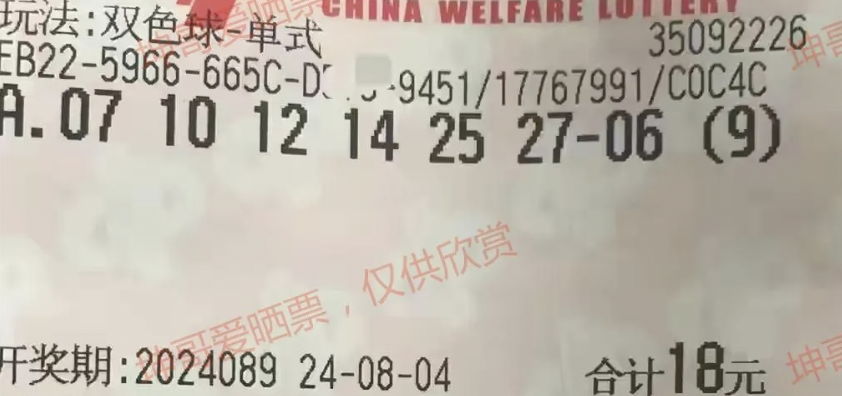 CHINA WELFARE LOTTERY
玩法:双色球-单式
35092226
EB22-5966-665C-D -9451/17767991/C0C4C
A.07 10 12 14 25 27-06 (9)
坤哥爱晒票，仅供欣赏
开奖期:2024089 24-08-04 合计18元
坤哥
坤哥爱晒票
坤哥